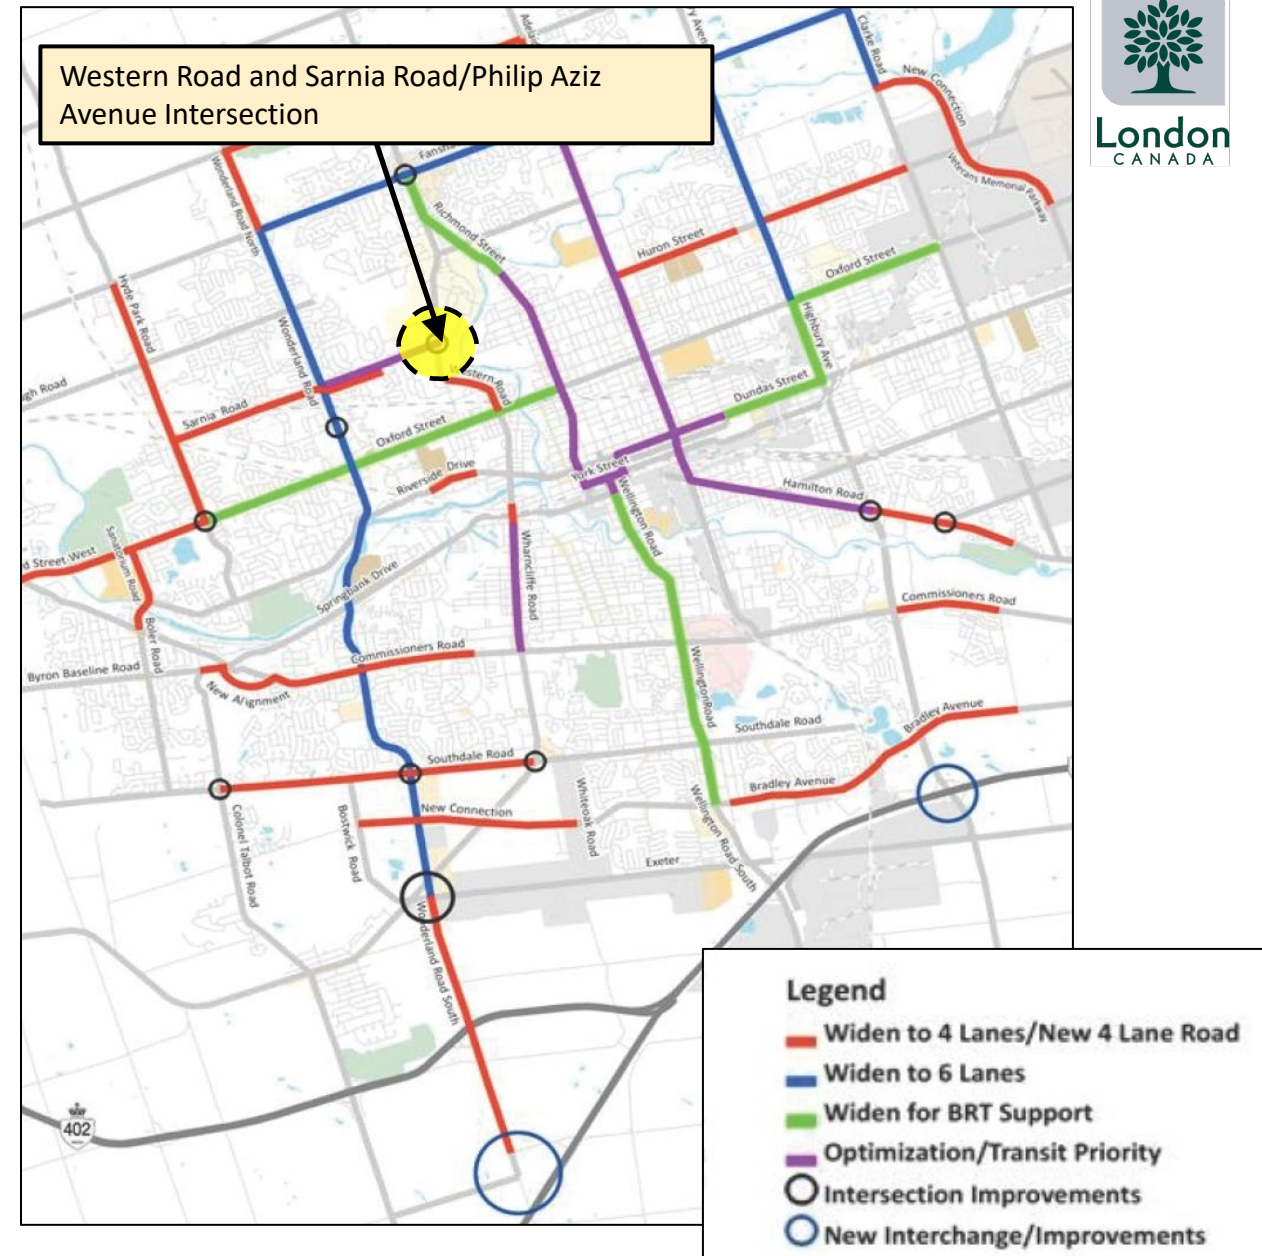 Western Road and Sarnia Road/Philip Aziz
Avenue Intersection
London
CANADA
Clarke Road
New Connection
Veterans Memorial Parkway
Wonderland Road North
Richmond Street
Huron Street
Oxford Street
Hyde Park Road
Wonderland Road
Highbury Ave
Western Road
Dundas Street
Road
Sarnia Road
Oxford Street
Riverside Drive
York Street
Hamilton Road
Wellington Road
Street West
Sanatorium Road
Wharncliffe Road
Springbank Drive
Commissioners Road
Boler Road
Commissioners Road
Byron Baseline Road
New Alignment
WellingtonRoad
Southdale Road
Bradley Avenue
Southdale Road
Bradley Avenue
New Connection
Whiteoak Road
Wellington Road South
Colonel Talbot Road
Bostwick Road
Exeter
Wonderland Road South
402
Legend
Widen to 4 Lanes/New 4 Lane Road
Widen to 6 Lanes
Widen for BRT Support
Optimization/Transit Priority
Intersection Improvements
New Interchange/Improvements